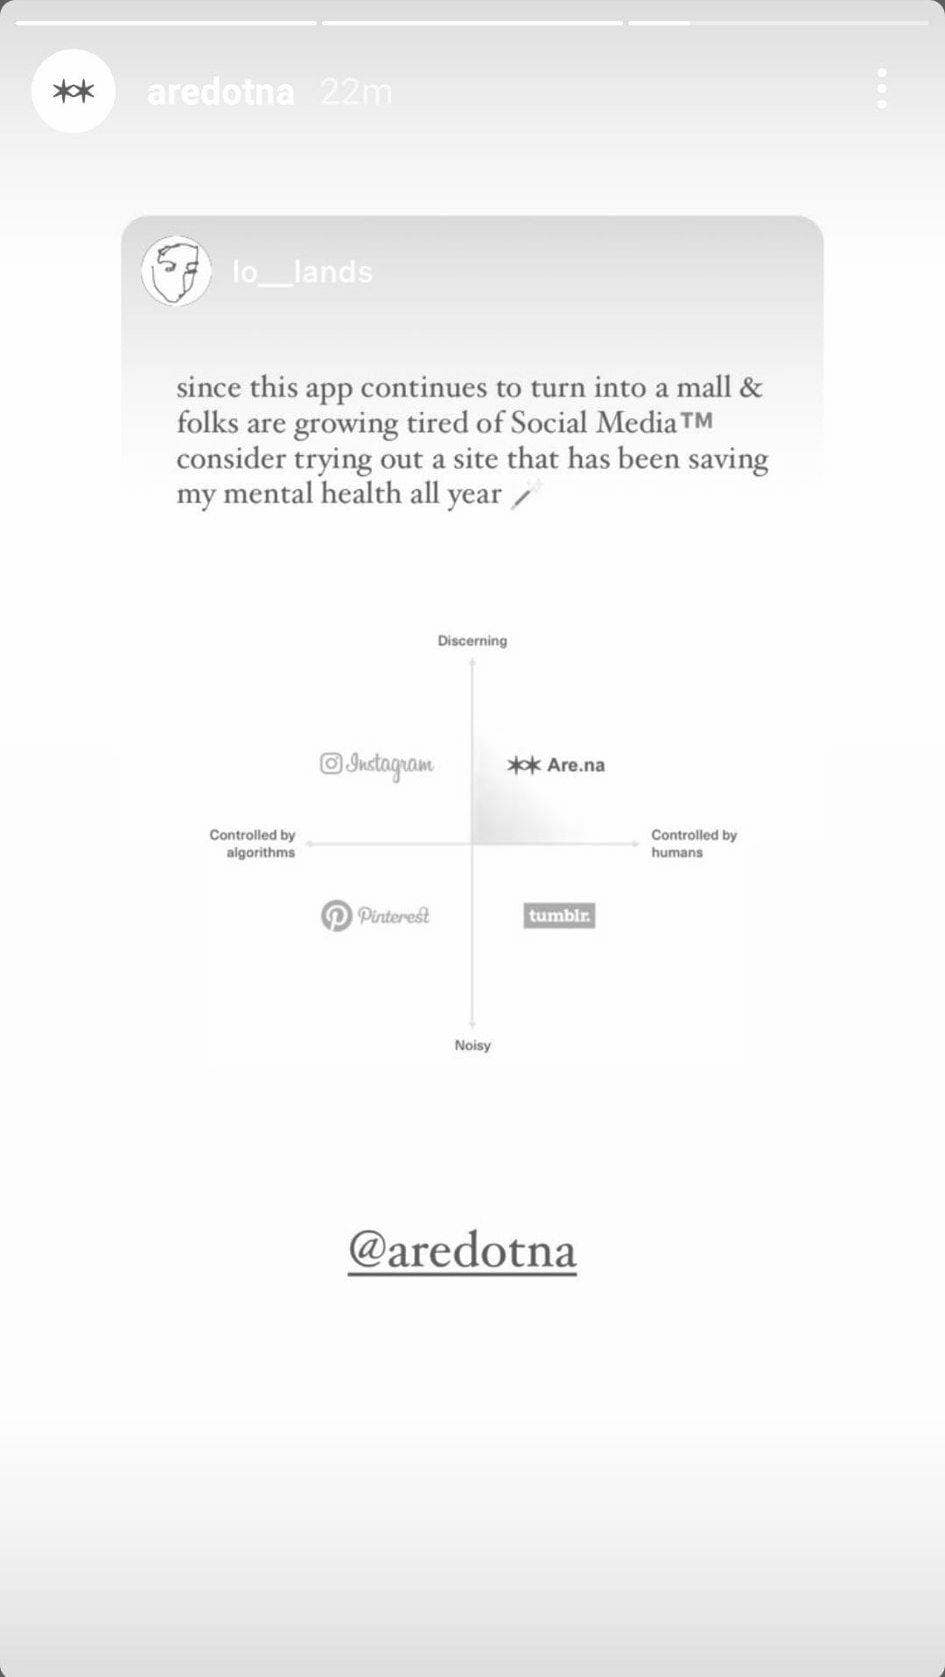 aredotna 22m
lo__lands
since this app continues to turn into a mall &
folks are growing tired of Social Media™
consider trying out a site that has been saving
my mental health all year
Discerning
Instagram
Are.na
Controlled by
algorithms
Controlled by
humans
Pinterest
tumblr.
Noisy
@aredotna